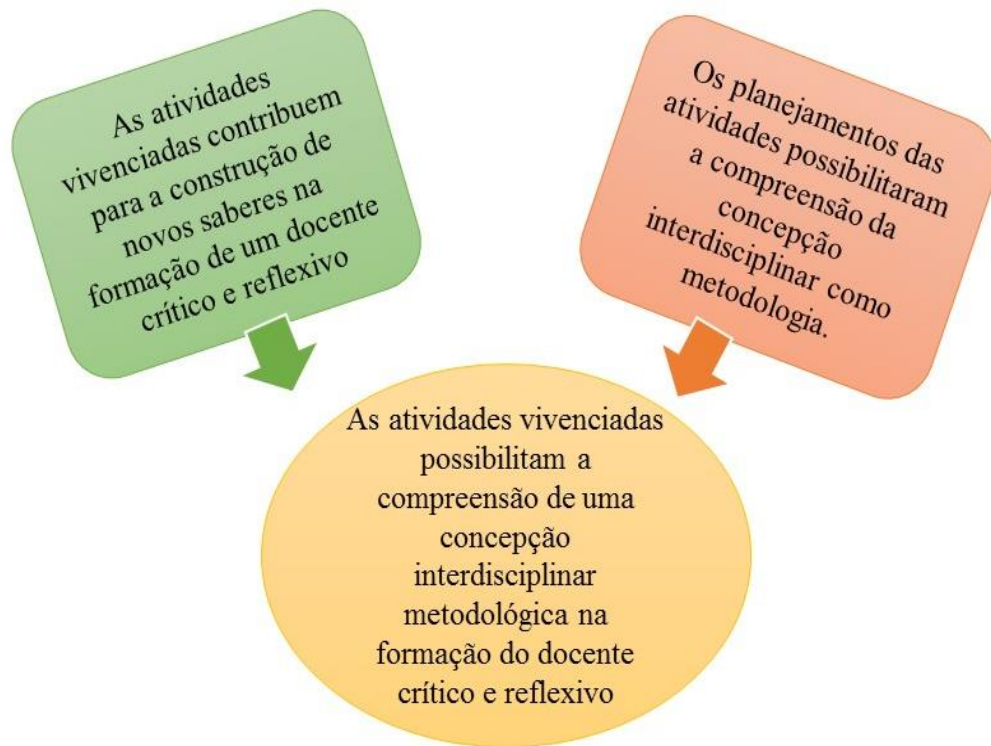 As atividades
vivenciadas contribuem
para a construção de
novos saberes na
formação de um docente
crítico e reflexivo
Os planejamentos das
atividades possibilitaram
a compreensão da
concepção
interdisciplinar como
metodologia.
As atividades vivenciadas
possibilitam a
compreensão de uma
concepção
interdisciplinar
metodológica na
formação do docente
crítico e reflexivo